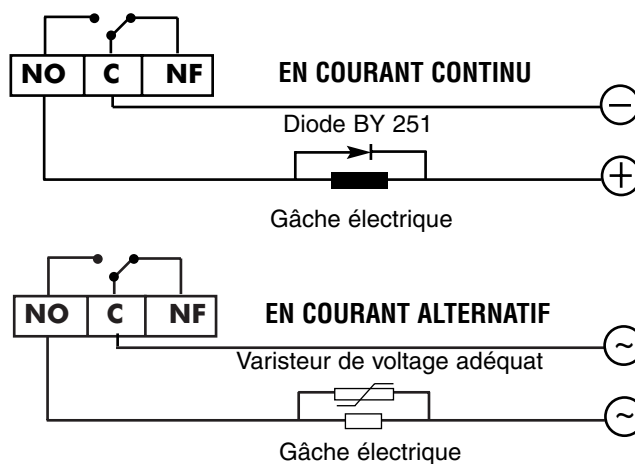 NO C NF
EN COURANT CONTINU
−
Diode BY 251
+
Gâche électrique
NO C NF
EN COURANT ALTERNATIF
~
Varisteur de voltage adéquat
~
Gâche électrique